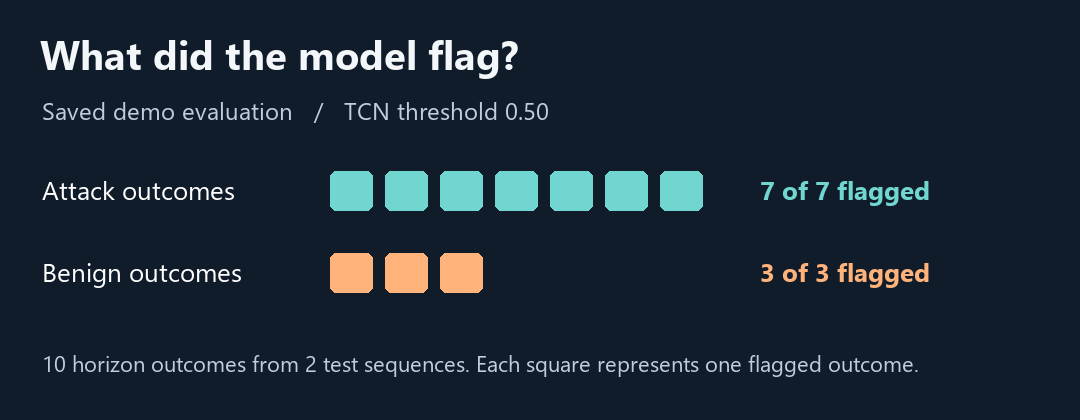 What did the model flag?
Saved demo evaluation / TCN threshold 0.50
Attack outcomes 7 of 7 flagged
Benign outcomes 3 of 3 flagged
10 horizon outcomes from 2 test sequences. Each square represents one flagged outcome.